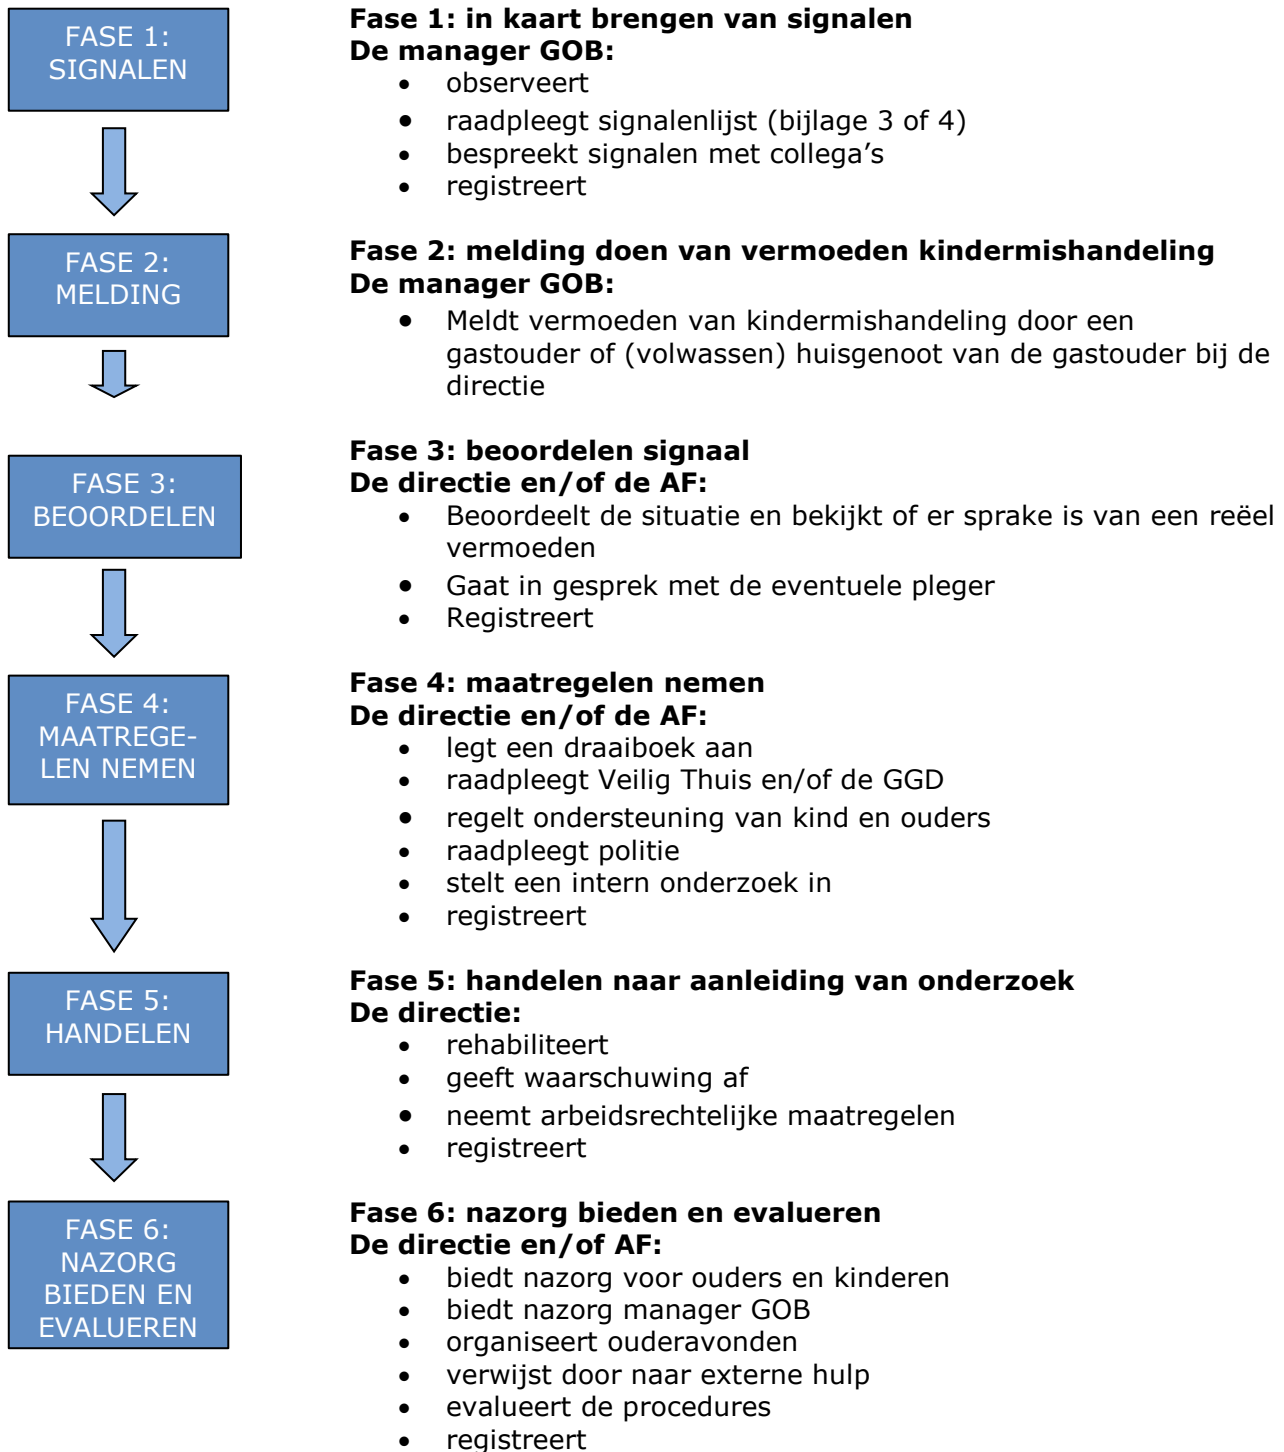 FASE 1:
SIGNALEN
Fase 1: in kaart brengen van signalen
De manager GOB:
• observeert
• raadpleegt signalenlijst (bijlage 3 of 4)
• bespreekt signalen met collega’s
• registreert
FASE 2:
MELDING
Fase 2: melding doen van vermoeden kindermishandeling
De manager GOB:
• Meldt vermoeden van kindermishandeling door een
gastouder of (volwassen) huisgenoot van de gastouder bij de
directie
FASE 3:
BEOORDELEN
Fase 3: beoordelen signaal
De directie en/of de AF:
• Beoordeelt de situatie en bekijkt of er sprake is van een reëel
vermoeden
• Gaat in gesprek met de eventuele pleger
• Registreert
FASE 4:
MAATREGE-
LEN NEMEN
Fase 4: maatregelen nemen
De directie en/of de AF:
• legt een draaiboek aan
• raadpleegt Veilig Thuis en/of de GGD
• regelt ondersteuning van kind en ouders
• raadpleegt politie
• stelt een intern onderzoek in
• registreert
FASE 5:
HANDELEN
Fase 5: handelen naar aanleiding van onderzoek
De directie:
• rehabiliteert
• geeft waarschuwing af
• neemt arbeidsrechtelijke maatregelen
• registreert
FASE 6:
NAZORG
BIEDEN EN
EVALUEREN
Fase 6: nazorg bieden en evalueren
De directie en/of AF:
• biedt nazorg voor ouders en kinderen
• biedt nazorg manager GOB
• organiseert ouderavonden
• verwijst door naar externe hulp
• evalueert de procedures
• registreert